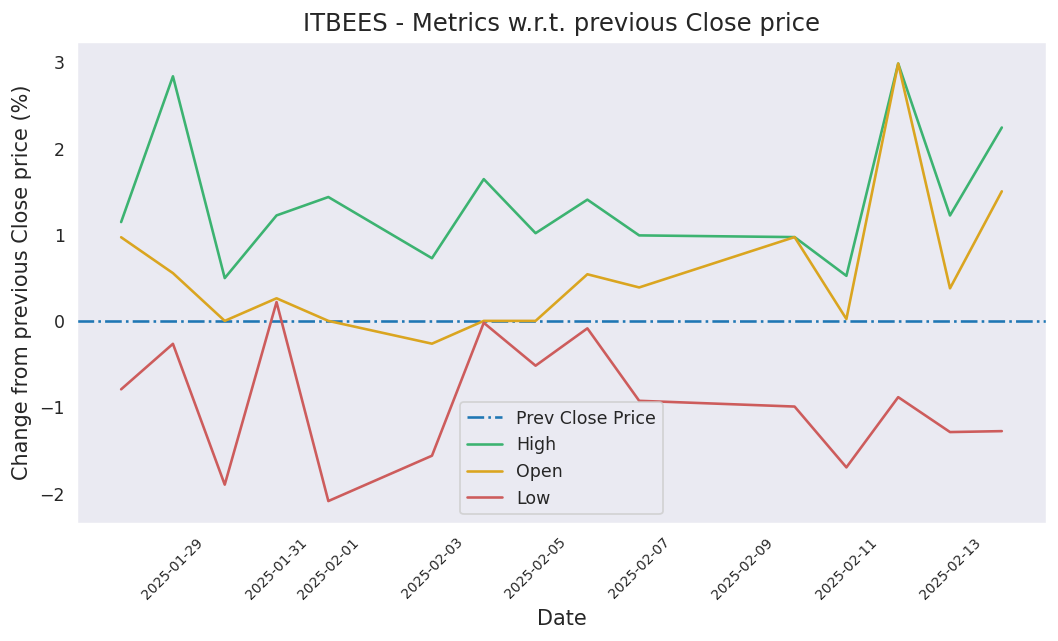 ITBEES - Metrics w.r.t. previous Close price
Change from previous Close price (%)
3
2
1
0
−1
−2
Prev Close Price
High
Open
Low
2025-01-29
2025-01-31
2025-02-01
2025-02-03
2025-02-05
2025-02-07
2025-02-09
2025-02-11
2025-02-13
Date